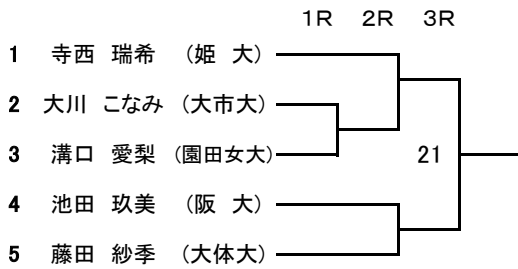 1R 2R 3R
1 寺西 瑞希 (姫 大)
2 大川 こなみ (大市大)
3 溝口 愛梨 (園田女大)
21
4 池田 玖美 (阪 大)
5 藤田 紗季 (大体大)